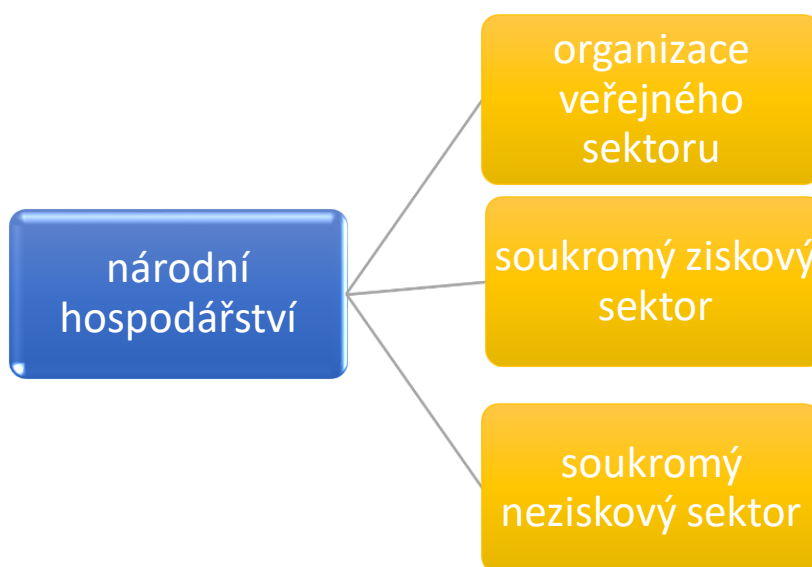 organizace
veřejného
sektoru
národní
hospodářství
soukromý ziskový
sektor
soukromý
neziskový sektor